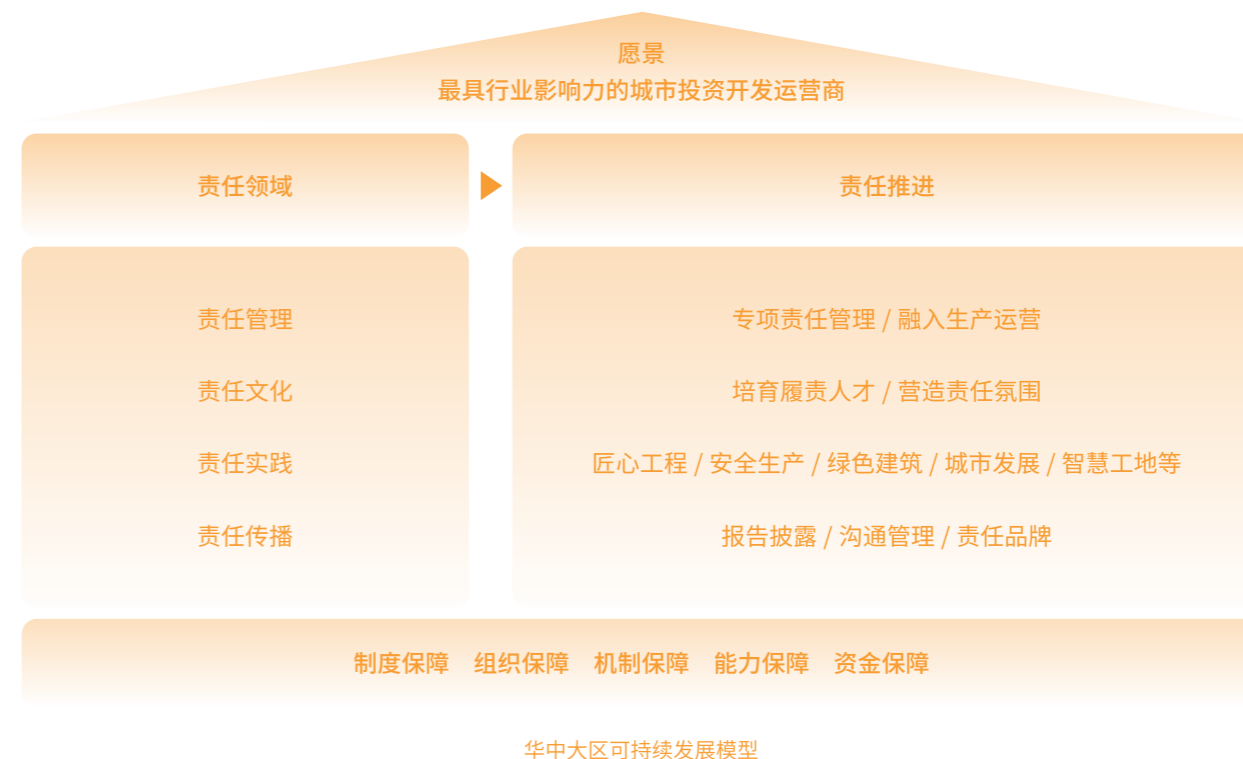 愿景
最具行业影响力的城市投资开发运营商
责任领域
责任推进
责任管理
专项责任管理 / 融入生产运营
责任文化
培育履责人才 / 营造责任氛围
责任实践
匠心工程 / 安全生产 / 绿色建筑 / 城市发展 / 智慧工地等
责任传播
报告披露 / 沟通管理 / 责任品牌
制度保障 组织保障 机制保障 能力保障 资金保障
华中大区可持续发展模型